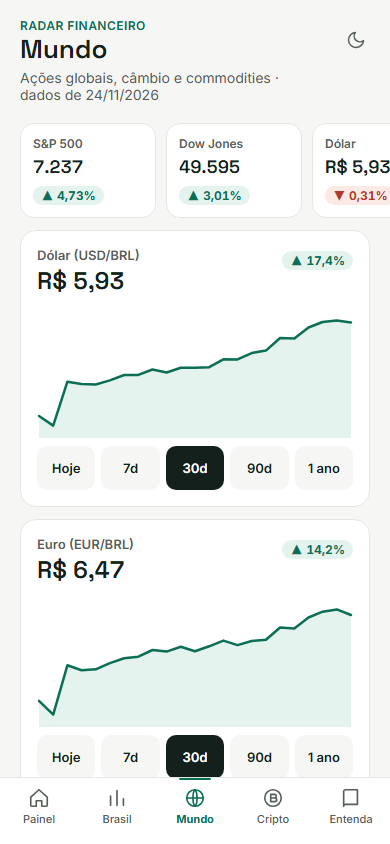 RADAR FINANCEIRO
Mundo
Ações globais, câmbio e commodities ·
dados de 24/11/2026
S&P 500
7.237
▲ 4,73%
Dow Jones
49.595
▲ 3,01%
Dólar
R$ 5,93
▼ 0,31%
Dólar (USD/BRL)
R$ 5,93
▲ 17,4%
Hoje
7d
30d
90d
1 ano
Euro (EUR/BRL)
R$ 6,47
▲ 14,2%
Hoje
7d
30d
90d
1 ano
Painel
Brasil
Mundo
Cripto
Entenda